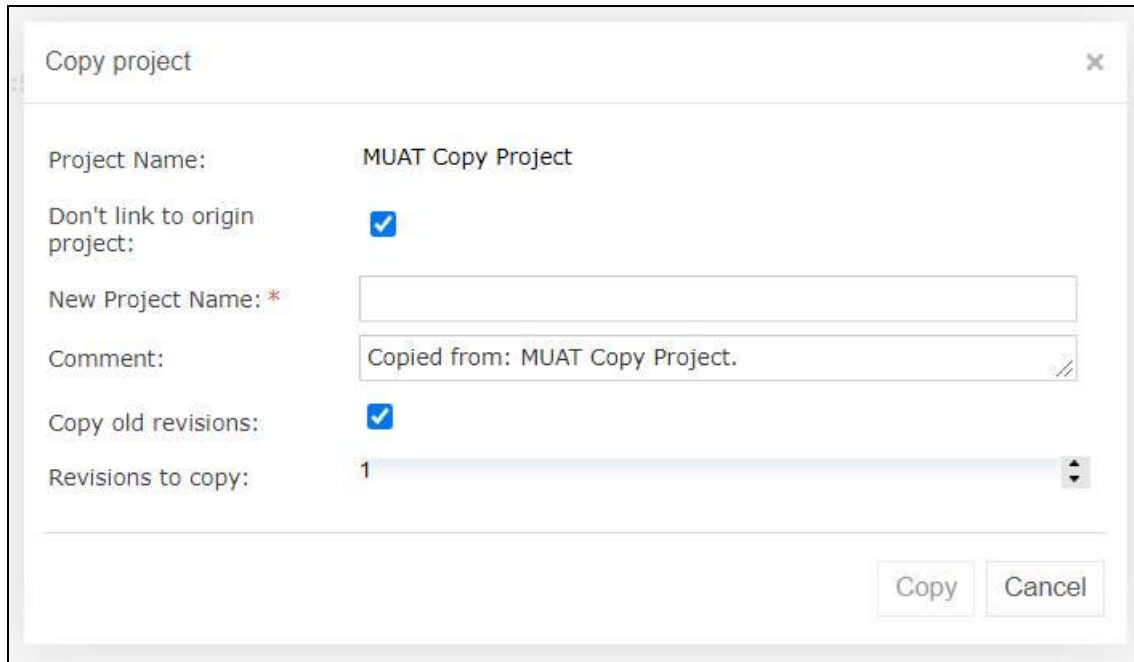 Copy project
Project Name: MUAT Copy Project
Don't link to origin
project:
New Project Name: *
Comment: Copied from: MUAT Copy Project.
Copy old revisions:
Revisions to copy: 1
Copy Cancel